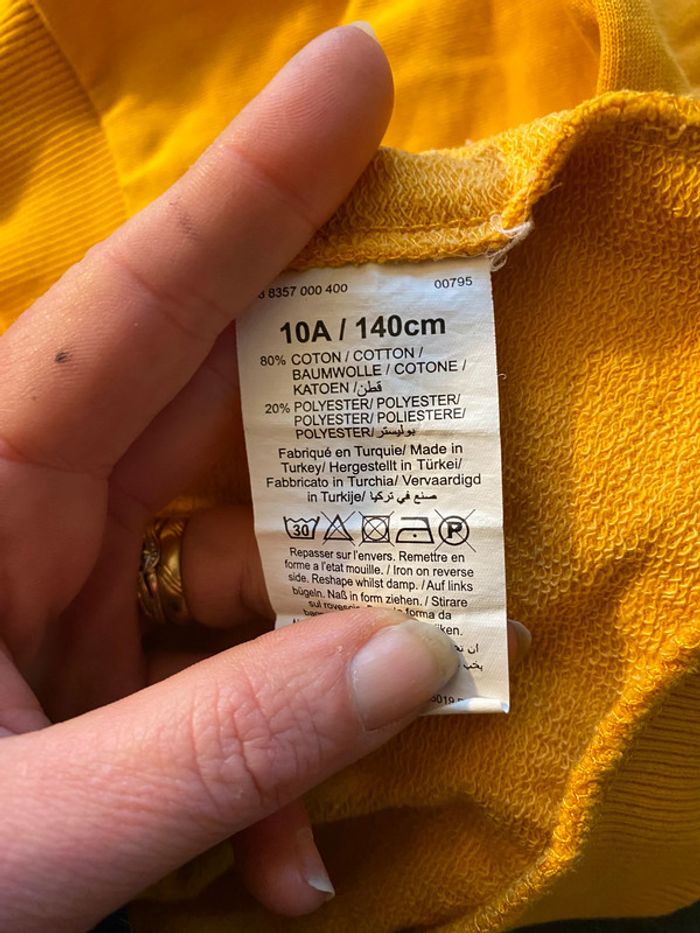 8357 000 400 00795
10A / 140cm
80% COTON / COTTON /
BAUMWOLLE / COTONE /
KATOEN / قطن
20% POLYESTER/ POLYESTER/
POLYESTER/ POLIESTERE/
POLYESTER/ بوليستر
Fabriqué en Turquie/ Made in
Turkey/ Hergestellt in Türkei/
Fabbricato in Turchia/ Vervaardigd
in Turkije/ صنع في تركيا
30 P
Repasser sur l'envers. Remettre en
forme a l'etat mouille. / Iron on reverse
side. Reshape whilst damp. / Auf links
bügeln. Naß in form ziehen. / Stirare
sul forma da